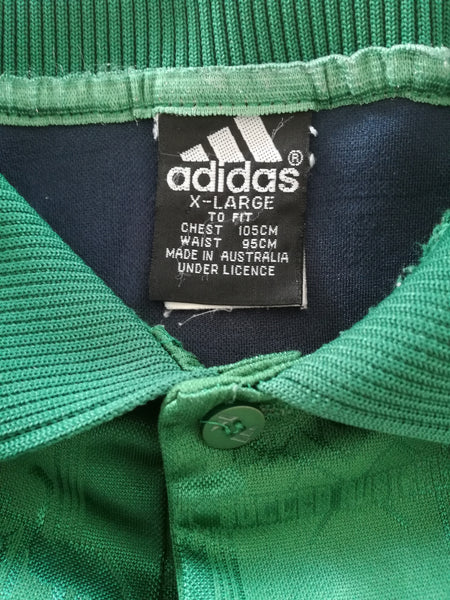 adidas ®
X-LARGE
TO FIT
CHEST 105CM
WAIST 95CM
MADE IN AUSTRALIA
UNDER LICENCE